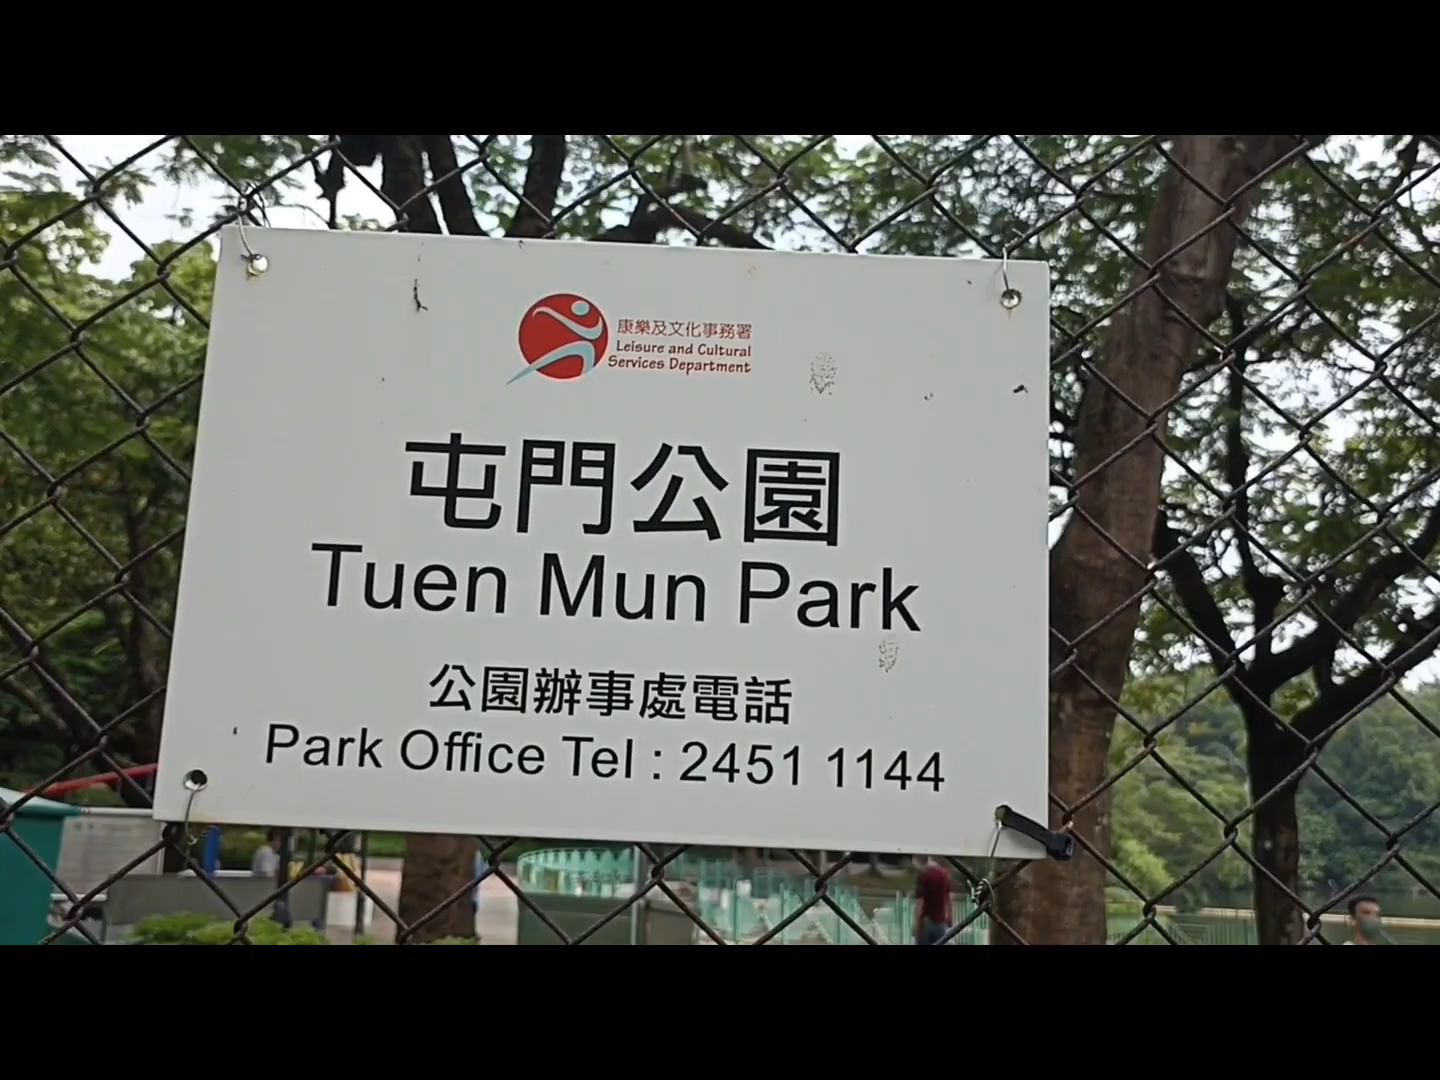 康樂及文化事務署
Leisure and Cultural
Services Department
屯門公園
Tuen Mun Park
公園辦事處電話
Park Office Tel : 2451 1144